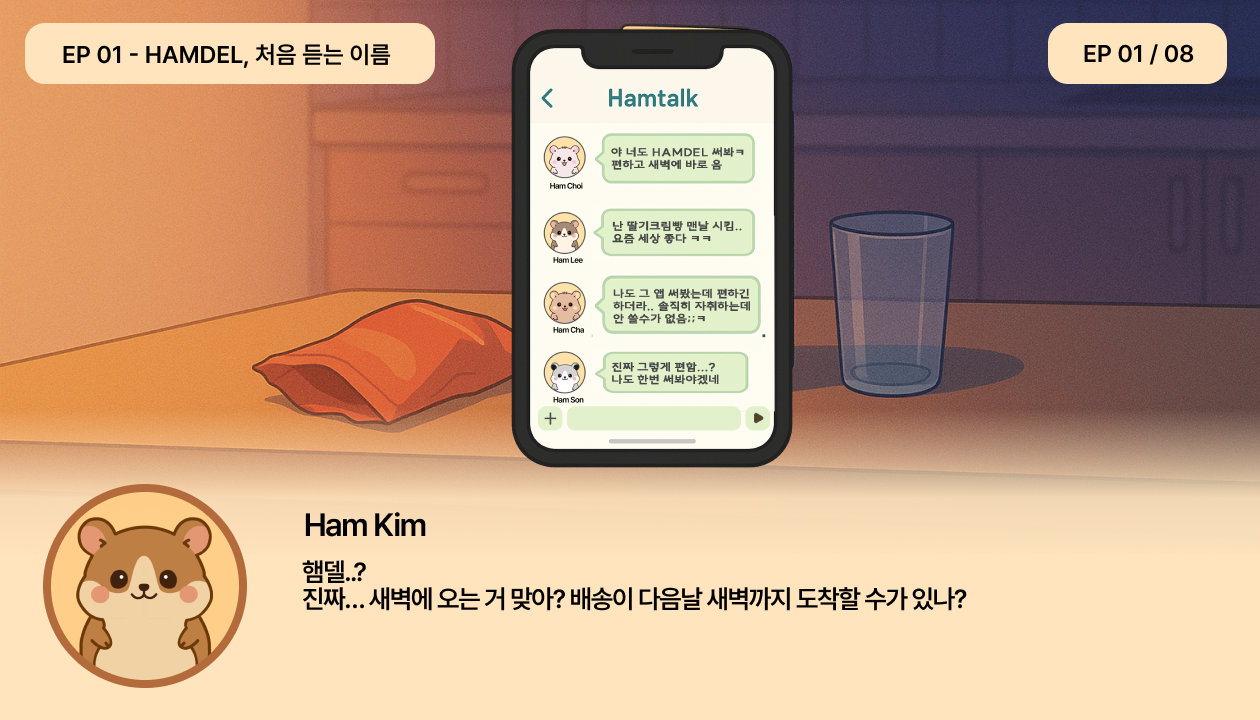 EP 01 - HAMDEL, 처음 듣는 이름
EP 01 / 08
Hamtalk
야 너도 HAMDEL 써봐ㅋ
편하고 새벽에 바로 옴
Ham Choi
난 딸기크림빵 맨날 시킴..
요즘 세상 좋다 ㅋㅋ
Ham Lee
나도 그 앱 써봤는데 편하긴
하더라.. 솔직히 자취하는데
안 쓸수가 없음;;ㅋ
Ham Cha
진짜 그렇게 편함...?
나도 한번 써봐야겠네
Ham Son
Ham Kim
햄델..?
진짜... 새벽에 오는 거 맞아? 배송이 다음날 새벽까지 도착할 수가 있나?